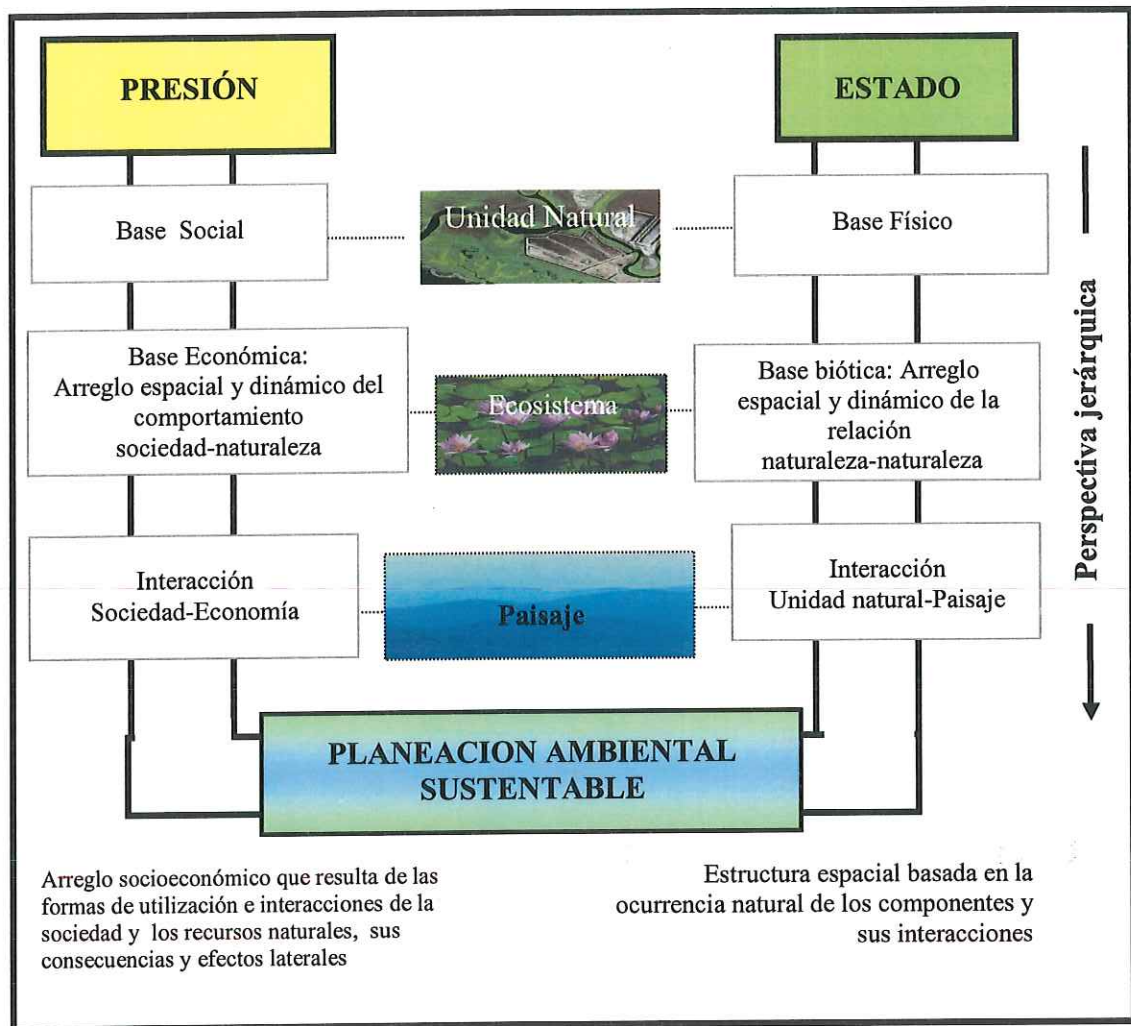 PRESIÓN
ESTADO
Base Social
Unidad Natural
Base Físico
Base Económica:
Arreglo espacial y dinámico del
comportamiento
sociedad-naturaleza
Ecosistema
Base biótica: Arreglo
espacial y dinámico de la
relación
naturaleza-naturaleza
Interacción
Sociedad-Economía
Paisaje
Interacción
Unidad natural-Paisaje
Perspectiva jerárquica
PLANEACION AMBIENTAL
SUSTENTABLE
Arreglo socioeconómico que resulta de las
formas de utilización e interacciones de la
sociedad y los recursos naturales, sus
consecuencias y efectos laterales
Estructura espacial basada en la
ocurrencia natural de los componentes y
sus interacciones